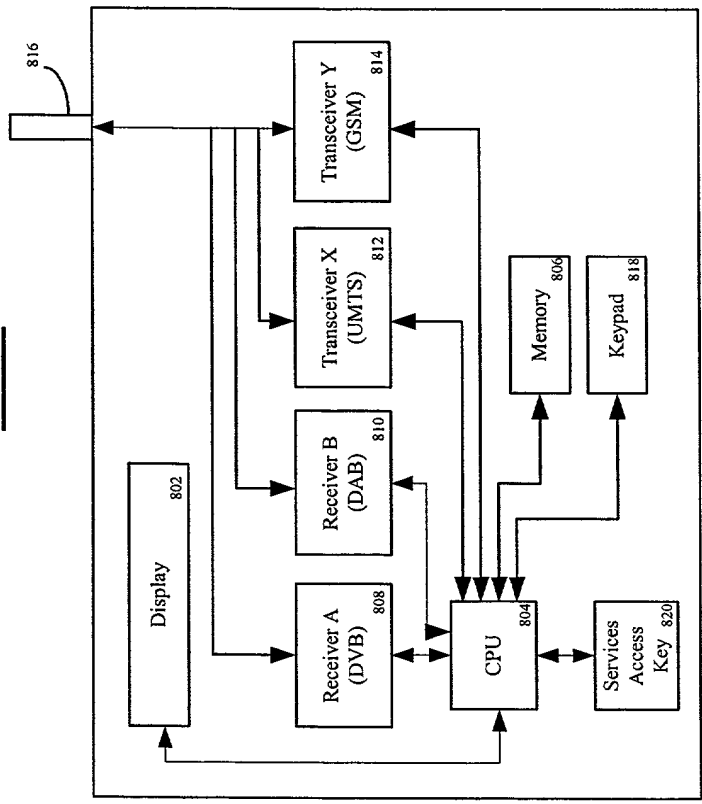 816
Display
802
Receiver A
(DVB)
808
Receiver B
(DAB)
810
Transceiver X
(UMTS)
812
Transceiver Y
(GSM)
814
CPU
804
Memory
806
Keypad
818
Services
Access
Key
820